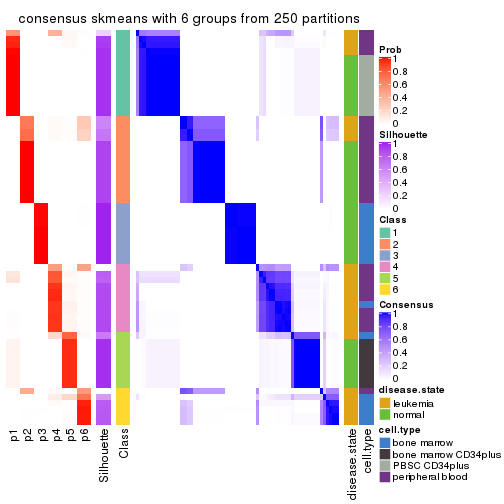 consensus skmeans with 6 groups from 250 partitions
Prob
1
0.8
0.6
0.4
0.2
0
Silhouette
1
0.8
0.6
0.4
0.2
0
Class
1
2
3
4
5
6
Consensus
1
0.8
0.6
0.4
0.2
0
disease.state
leukemia
normal
cell.type
bone marrow
bone marrow CD34plus
PBSC CD34plus
peripheral blood
p1
p2
p3
p4
p5
p6
Silhouette
Class
disease.state
cell.type